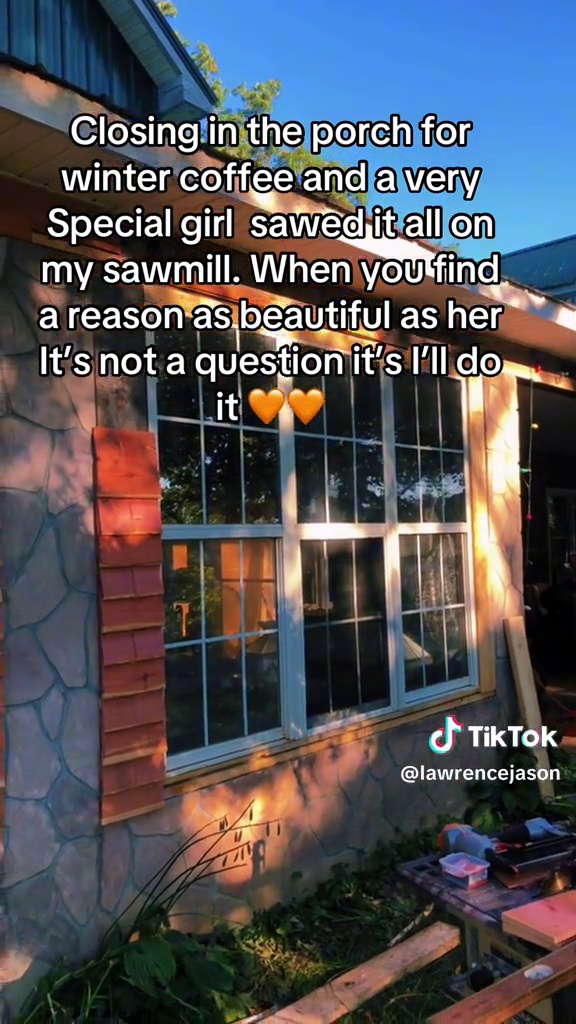 Closing in the porch for
winter coffee and a very
Special girl  sawed it all on
my sawmill. When you find
a reason as beautiful as her
It’s not a question it’s I’ll do
it 🧡🧡
TikTok
@lawrencejason